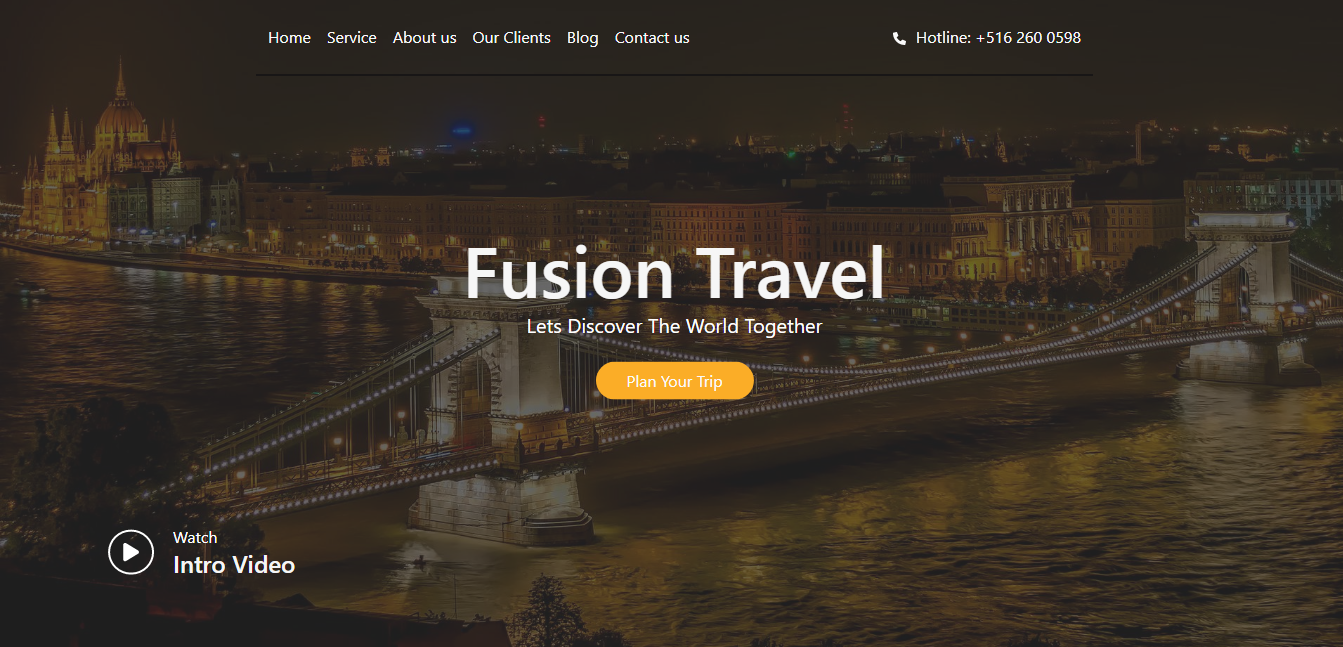 Home Service About us Our Clients Blog Contact us Hotline: +516 260 0598
Fusion Travel
Lets Discover The World Together
Plan Your Trip
Watch
Intro Video